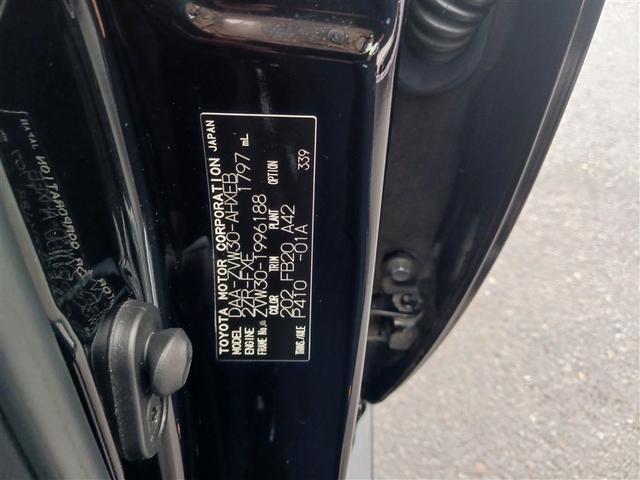 TOYOTA MOTOR CORPORATION JAPAN
MODEL DAA-ZVW30-AHXEB
ENGINE 2ZR-FXE 1797 mL
FRAME No. ZVW30-1996188
COLOR TRIM PLANT OPTION
202 FB20 A42 339
TRANS./AXLE P410 -01A